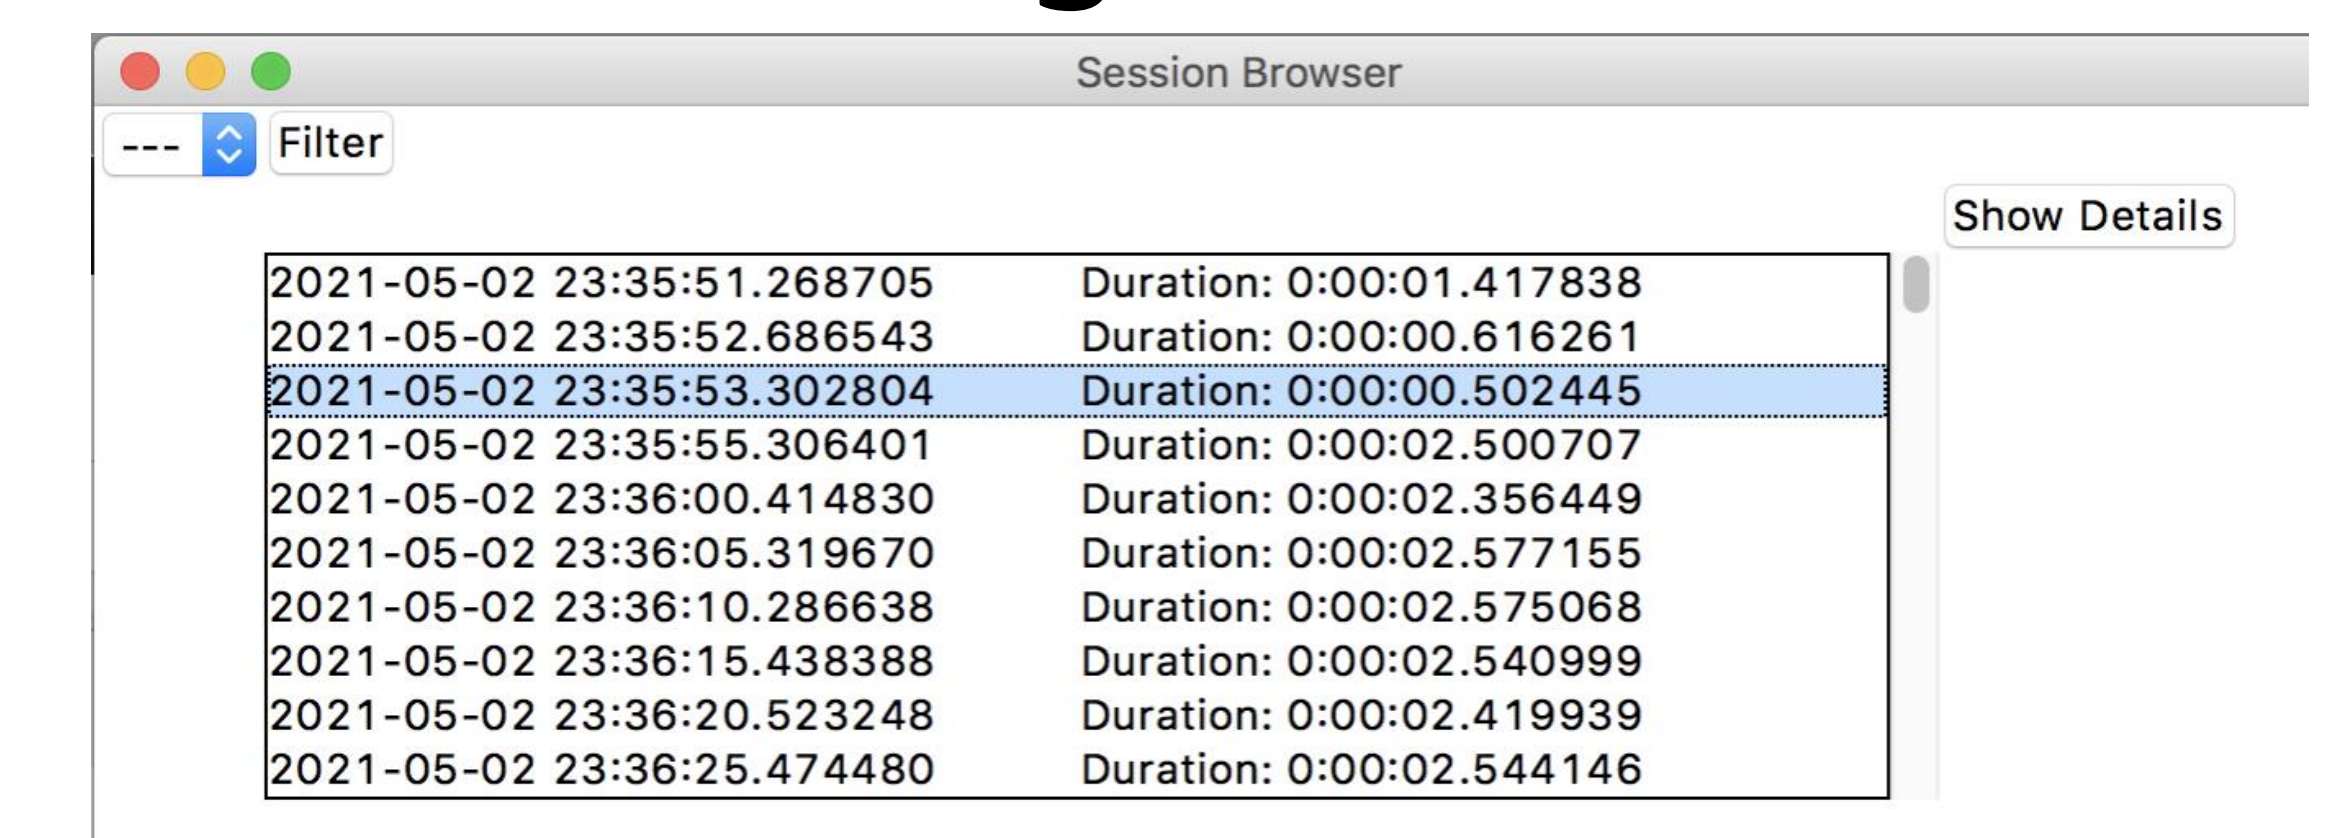 Session Browser
--- Filter
Show Details
2021-05-02 23:35:51.268705 Duration: 0:00:01.417838
2021-05-02 23:35:52.686543 Duration: 0:00:00.616261
2021-05-02 23:35:53.302804 Duration: 0:00:00.502445
2021-05-02 23:35:55.306401 Duration: 0:00:02.500707
2021-05-02 23:36:00.414830 Duration: 0:00:02.356449
2021-05-02 23:36:05.319670 Duration: 0:00:02.577155
2021-05-02 23:36:10.286638 Duration: 0:00:02.575068
2021-05-02 23:36:15.438388 Duration: 0:00:02.540999
2021-05-02 23:36:20.523248 Duration: 0:00:02.419939
2021-05-02 23:36:25.474480 Duration: 0:00:02.544146